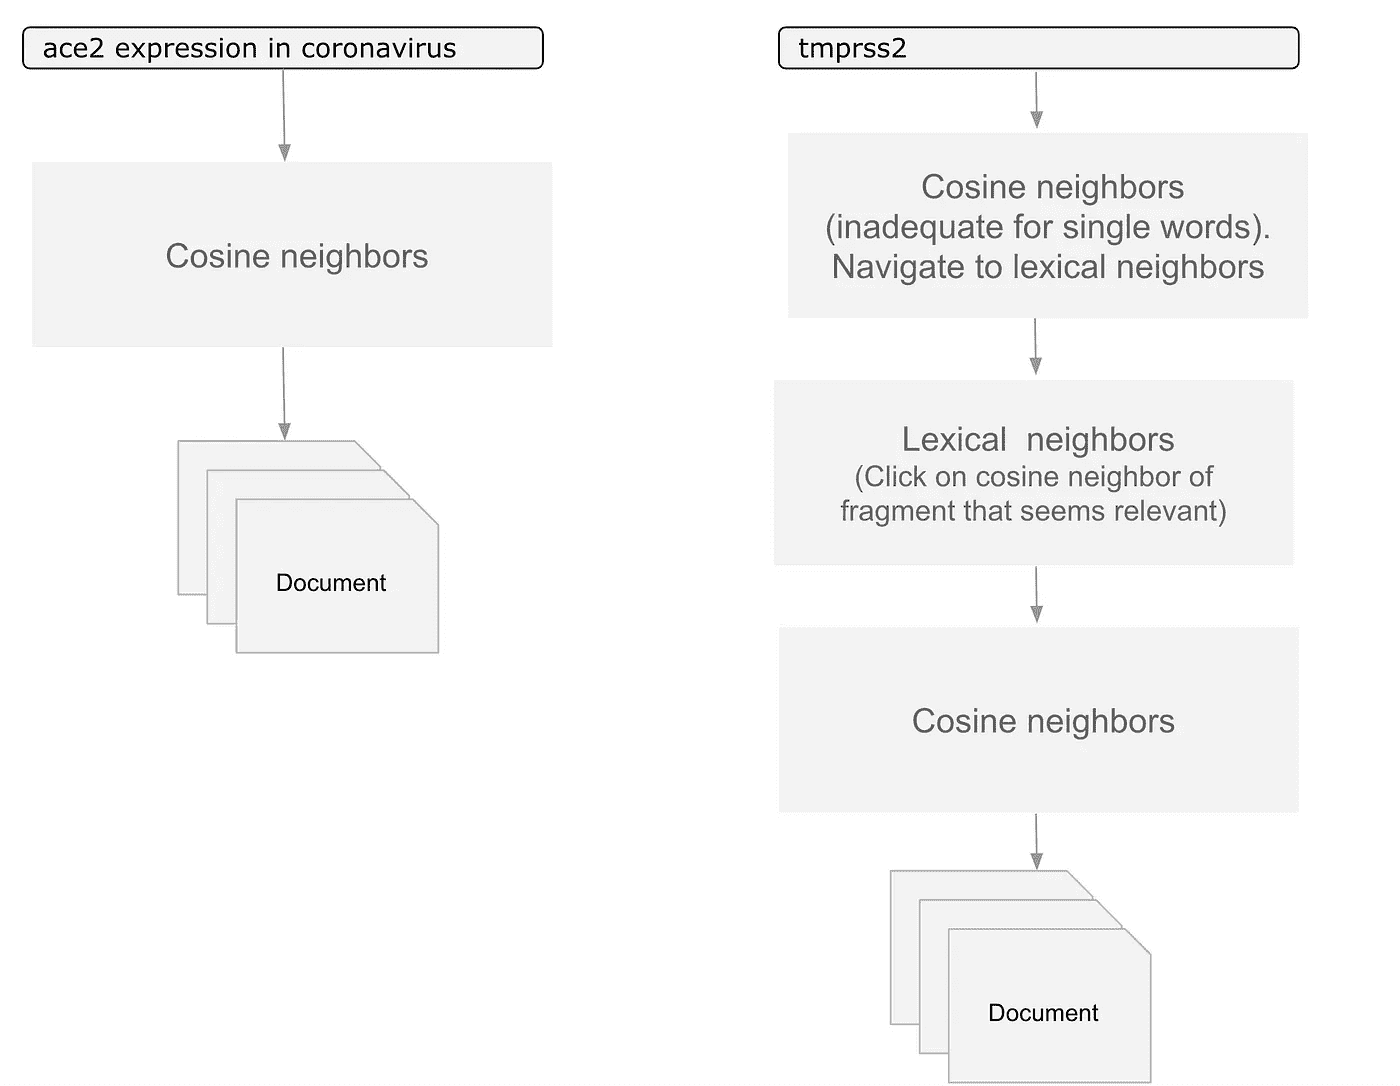 ace2 expression in coronavirus
Cosine neighbors
Document
tmprss2
Cosine neighbors
(inadequate for single words).
Navigate to lexical neighbors
Lexical  neighbors
(Click on cosine neighbor of
fragment that seems relevant)
Cosine neighbors
Document